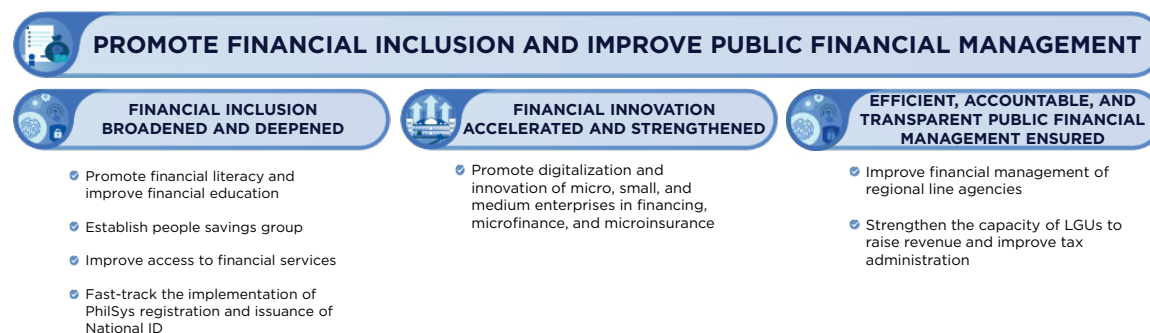 PROMOTE FINANCIAL INCLUSION AND IMPROVE PUBLIC FINANCIAL MANAGEMENT
FINANCIAL INCLUSION
BROADENED AND DEEPENED
Promote financial literacy and
improve financial education
Establish people savings group
Improve access to financial services
Fast-track the implementation of
PhilSys registration and issuance of
National ID
FINANCIAL INNOVATION
ACCELERATED AND STRENGTHENED
Promote digitalization and
innovation of micro, small, and
medium enterprises in financing,
microfinance, and microinsurance
EFFICIENT, ACCOUNTABLE, AND
TRANSPARENT PUBLIC FINANCIAL
MANAGEMENT ENSURED
Improve financial management of
regional line agencies
Strengthen the capacity of LGUs to
raise revenue and improve tax
administration